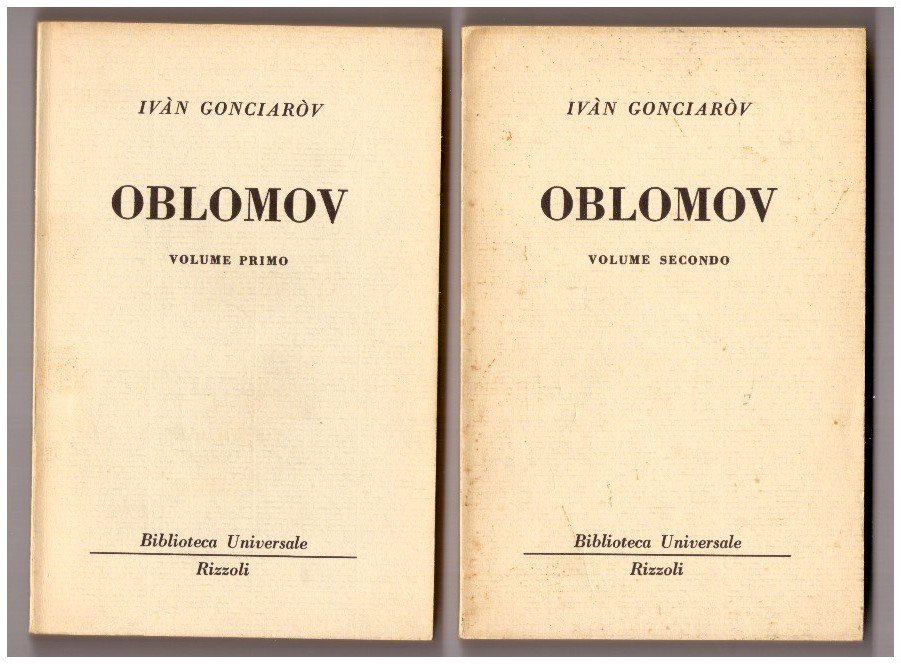 IVÀN GONCIARÒV
OBLOMOV
VOLUME PRIMO
Biblioteca Universale
Rizzoli
IVÀN GONCIARÒV
OBLOMOV
VOLUME SECONDO
Biblioteca Universale
Rizzoli